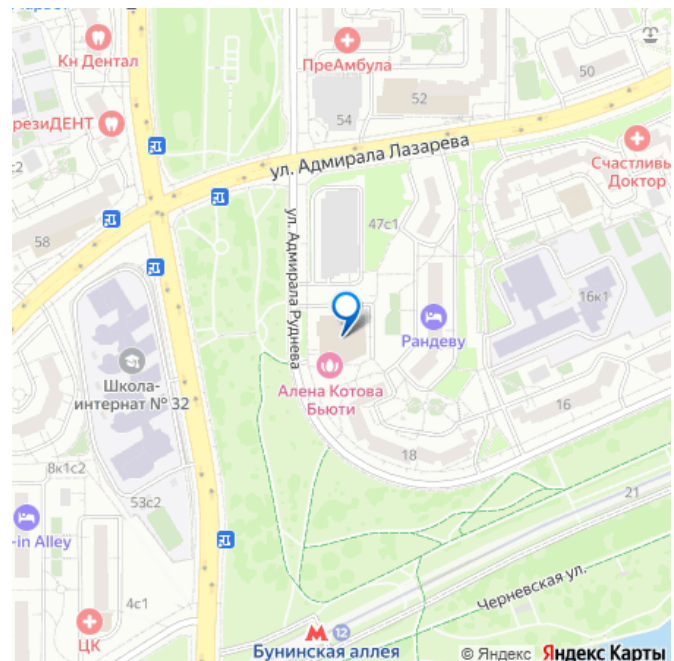 Кн Дентал
ПреАмбула
50
52
54
резиДЕНТ
ул. Адмирала Лазарева
Счастливы
Доктор
с2
47с1
ул. Адмирала Руднева
58
16к1
Рандеву
Школа-
интернат № 32
Алена Котова
Бьюти
16
18
8к1с2
21
53с2
-in Alley
Черневская ул.
4с1
ЦК
12
Бунинская аллея
© Яндекс Яндекс Карты